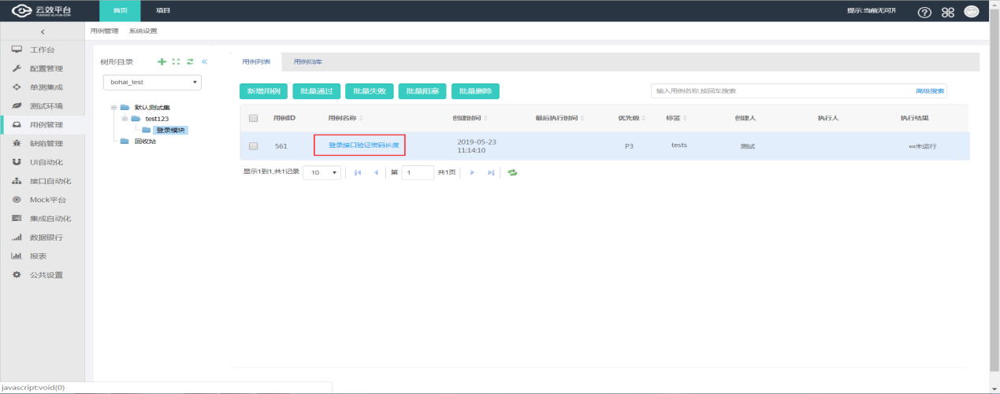 云效平台 首页 项目 提示:当前无可用
YUNXIAO.ALIYUN.COM
用例管理 系统设置
工作台
配置管理
单测集成
测试环境
用例管理
缺陷管理
UI自动化
接口自动化
Mock平台
集成自动化
数据银行
报表
公共设置
树形目录
bohai_test
默认测试集
test123
登录模块
回收站
用例列表 用例归库
新增用例 批量通过 批量失败 批量阻塞 批量删除 输入用例名称,按回车搜索 高级搜索
用例ID 用例名称 创建时间 最后执行时间 优先级 标签 创建人 执行人 执行结果
561 登录接口验证密码长度 2019-05-23 11:14:10 P3 tests 测试 未运行
显示1到1,共1记录 10 第 1 共1页
javascript:void(0)